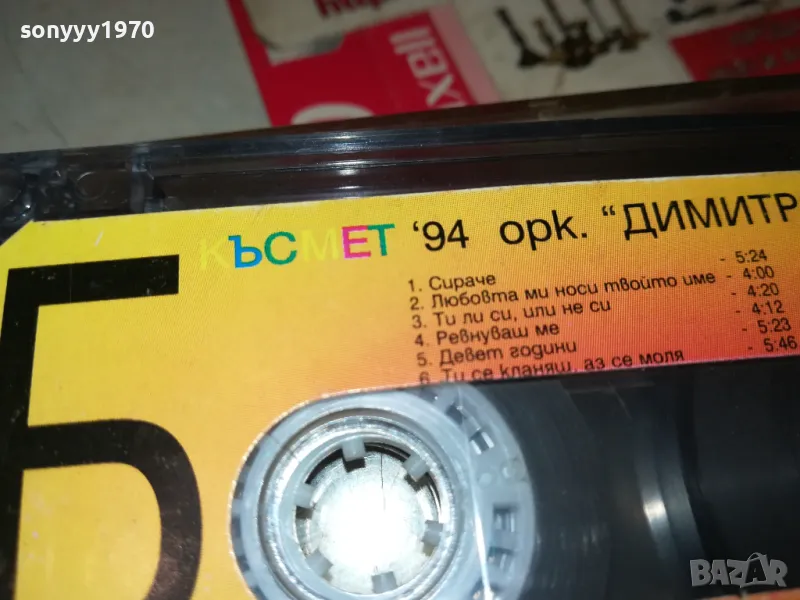 sonyyy1970
ХВП
Б
КЪСМЕТ '94 орк. "ДИМИТР
1. Сираче - 5:24
2. Любовта ми носи твойто име - 4:00
3. Ти ли си, или не си - 4:20
4. Ревнуваш ме - 4:12
5. Девет години - 5:23
6. Ти се кланяш, аз се моля - 5:46
BAZAR